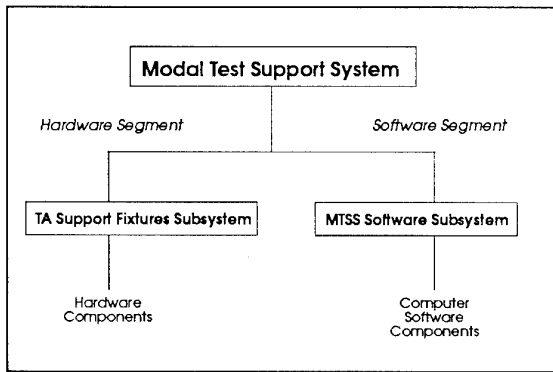 Modal Test Support System
Hardware Segment
Software Segment
TA Support Fixtures Subsystem
MTSS Software Subsystem
Hardware
Components
Computer
Software
Components